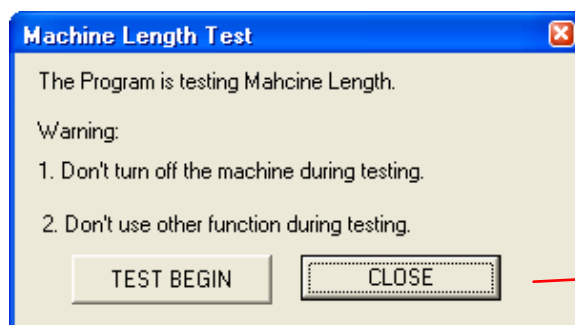 Machine Length Test
The Program is testing Mahcine Length.
Warning:
1. Don't turn off the machine during testing.
2. Don't use other function during testing.
TEST BEGIN CLOSE